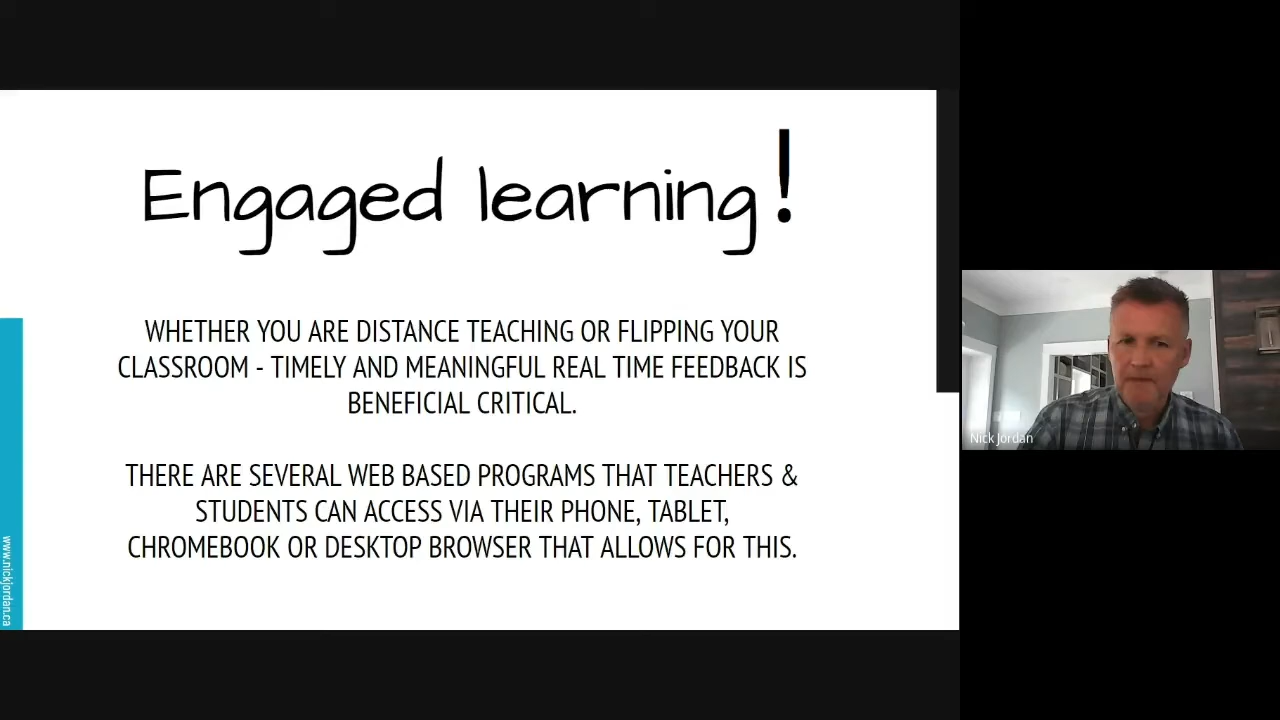 Engaged learning!
WHETHER YOU ARE DISTANCE TEACHING OR FLIPPING YOUR
CLASSROOM - TIMELY AND MEANINGFUL REAL TIME FEEDBACK IS
BENEFICIAL CRITICAL.
THERE ARE SEVERAL WEB BASED PROGRAMS THAT TEACHERS &
STUDENTS CAN ACCESS VIA THEIR PHONE, TABLET,
CHROMEBOOK OR DESKTOP BROWSER THAT ALLOWS FOR THIS.
www.nickjordan.ca
Nick Jordan